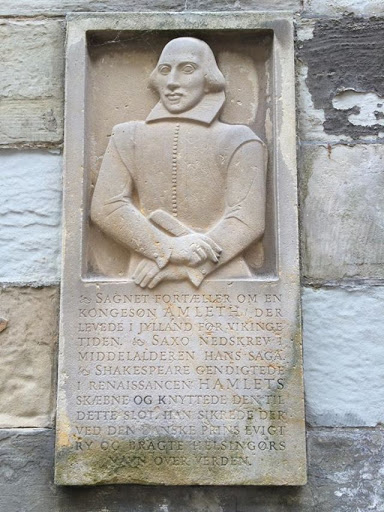 & SAGNET FORTÆLLER OM EN
KONGESØN AMLETH, DER
LEVEDE I JYLLAND FØR VIKINGE
TIDEN. & SAXO NEDSKREV I
MIDDELALDEREN HANS SAGA,
& SHAKESPEARE GENDIGTEDE
I RENAISSANCEN HAMLETS
SKÆBNE OG KNYTTEDE DEN TIL
DETTE SLOT. HAN SIKREDE DER
VED DEN DANSKE PRINS EVIGT
RY OG BRAGTE HELSINGØRS
NAVN OVER VERDEN.